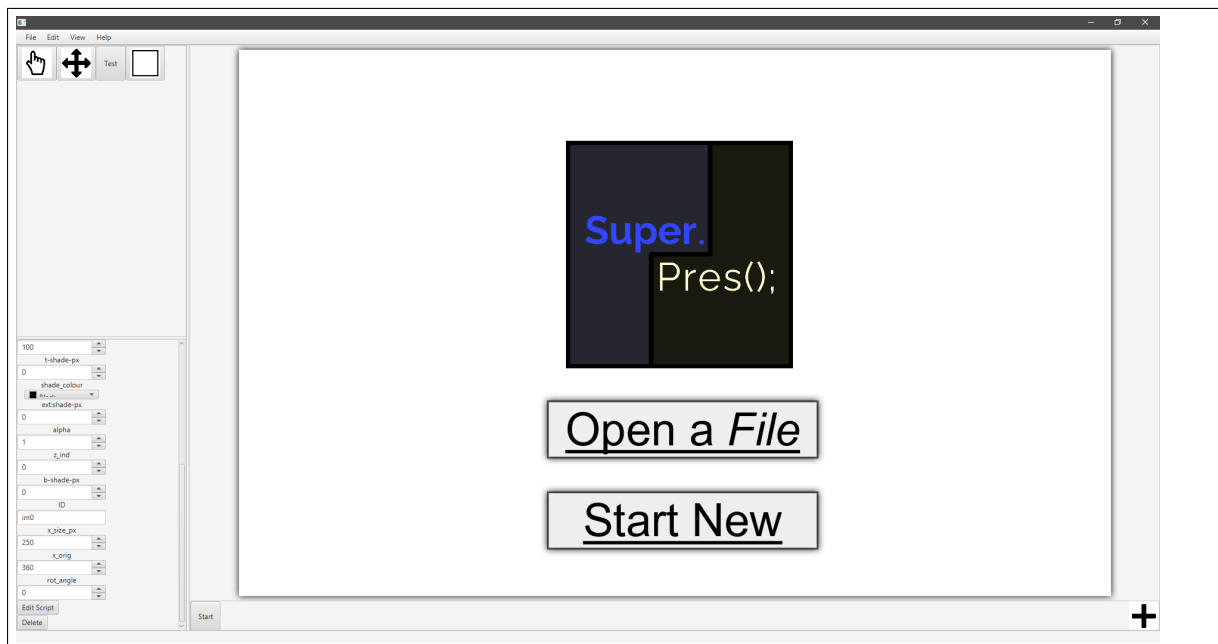 File Edit View Help
Test
Super.
Pres();
Open a File
Start New
100
t-shade-px
0
shade_colour
Black
ext:shade-px
0
alpha
1
z_ind
0
b-shade-px
0
ID
im0
x_size_px
250
x_orig
360
rot_angle
0
Edit Script
Delete
Start